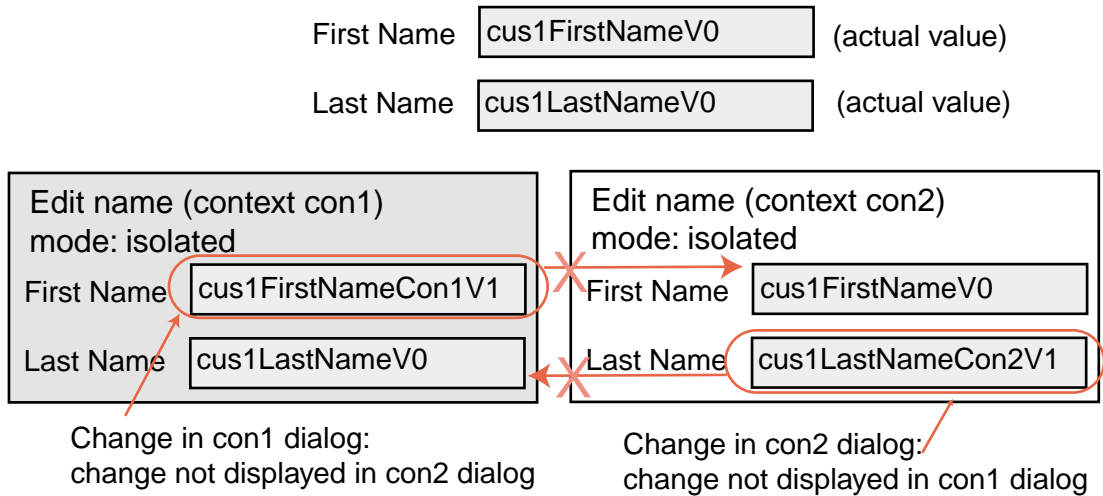 First Name cus1FirstNameV0 (actual value)
Last Name cus1LastNameV0 (actual value)
Edit name (context con1)
mode: isolated
First Name cus1FirstNameCon1V1
Last Name cus1LastNameV0
Change in con1 dialog:
change not displayed in con2 dialog
Edit name (context con2)
mode: isolated
First Name cus1FirstNameV0
Last Name cus1LastNameCon2V1
Change in con2 dialog:
change not displayed in con1 dialog